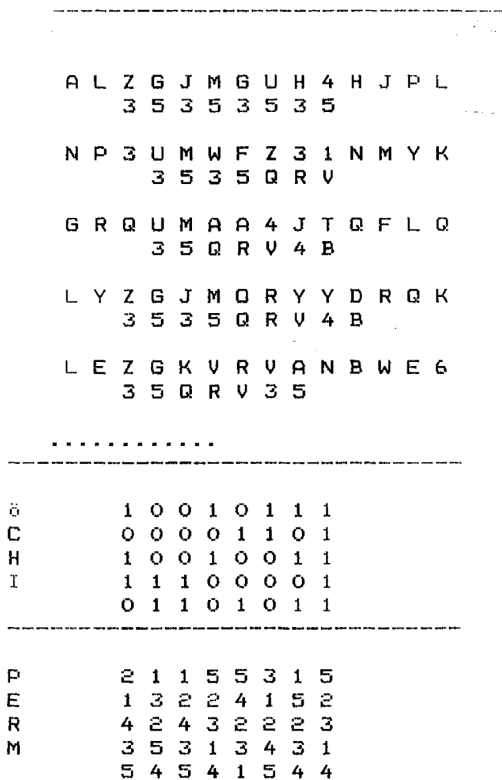 A L Z G J M G U H 4 H J P L
3 5 3 5 3 5 3 5
N P 3 U M W F Z 3 1 N M Y K
3 5 3 5 Q R V
G R Q U M A A 4 J T Q F L Q
3 5 Q R V 4 B
L Y Z G J M Q R Y Y D R Q K
3 5 3 5 Q R V 4 B
L E Z G K V R V A N B W E 6
3 5 Q R V 3 5
............
ö 1 0 0 1 0 1 1 1
C 0 0 0 0 1 1 0 1
H 1 0 0 1 0 0 1 1
I 1 1 1 0 0 0 0 1
0 1 1 0 1 0 1 1
P 2 1 1 5 5 3 1 5
E 1 3 2 2 4 1 5 2
R 4 2 4 3 2 2 2 3
M 3 5 3 1 3 4 3 1
5 4 5 4 1 5 4 4